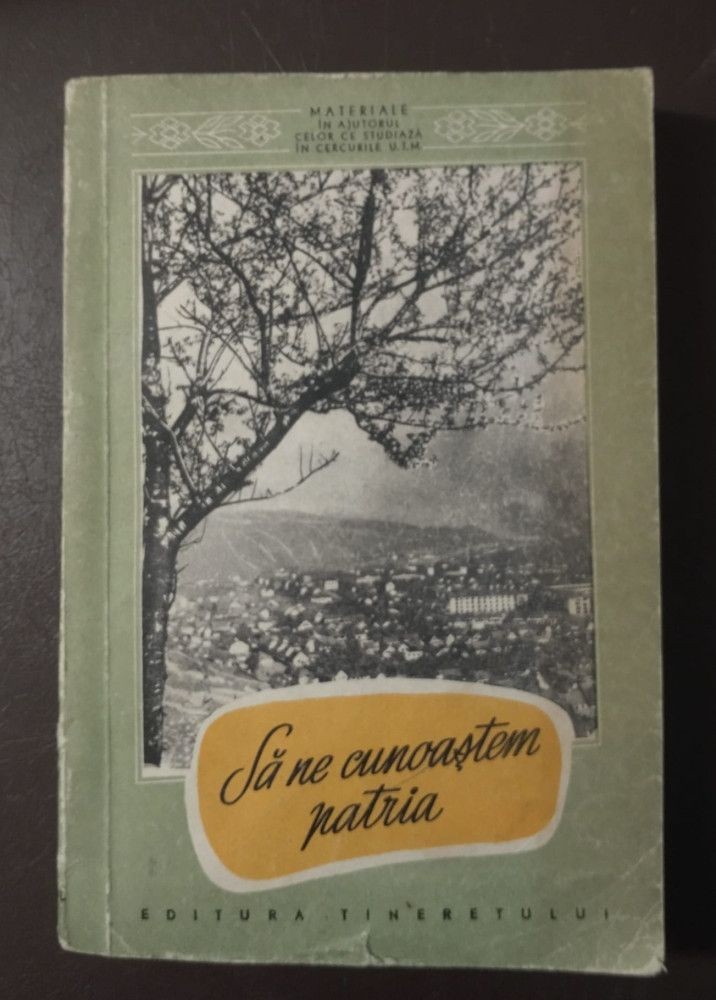 MATERIALE
ÎN AJUTORUL
CELOR CE STUDIAZĂ
ÎN CERCURILE U.T.M.
Să ne cunoaștem
patria
EDITURA TINERETULUI